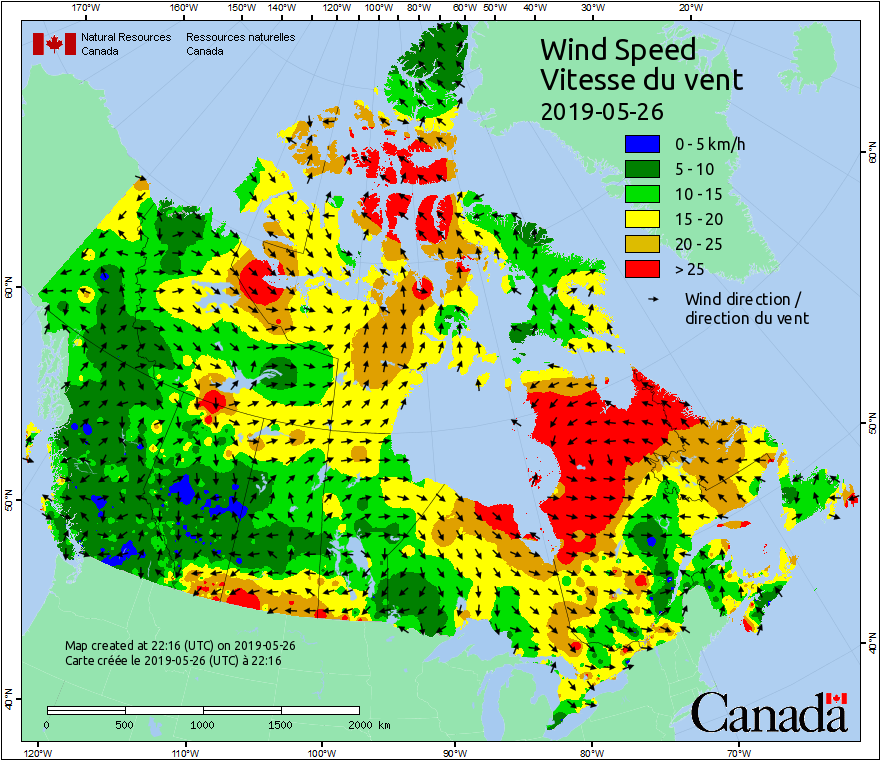 170°W 160°W 150°W 140°W 130°W 120°W 110°W 100°W 90°W 80°W 70°W 60°W 50°W 40°W 30°W 20°W
Natural Resources Canada
Ressources naturelles Canada
Wind Speed
Vitesse du vent
2019-05-26
0 - 5 km/h
5 - 10
10 - 15
15 - 20
20 - 25
> 25
Wind direction /
direction du vent
60°N
50°N
40°N
60°N
50°N
40°N
Map created at 22:16 (UTC) on 2019-05-26
Carte créée le 2019-05-26 (UTC) à 22:16
0 500 1000 1500 2000 km
Canada
120°W 110°W 100°W 90°W 80°W 70°W